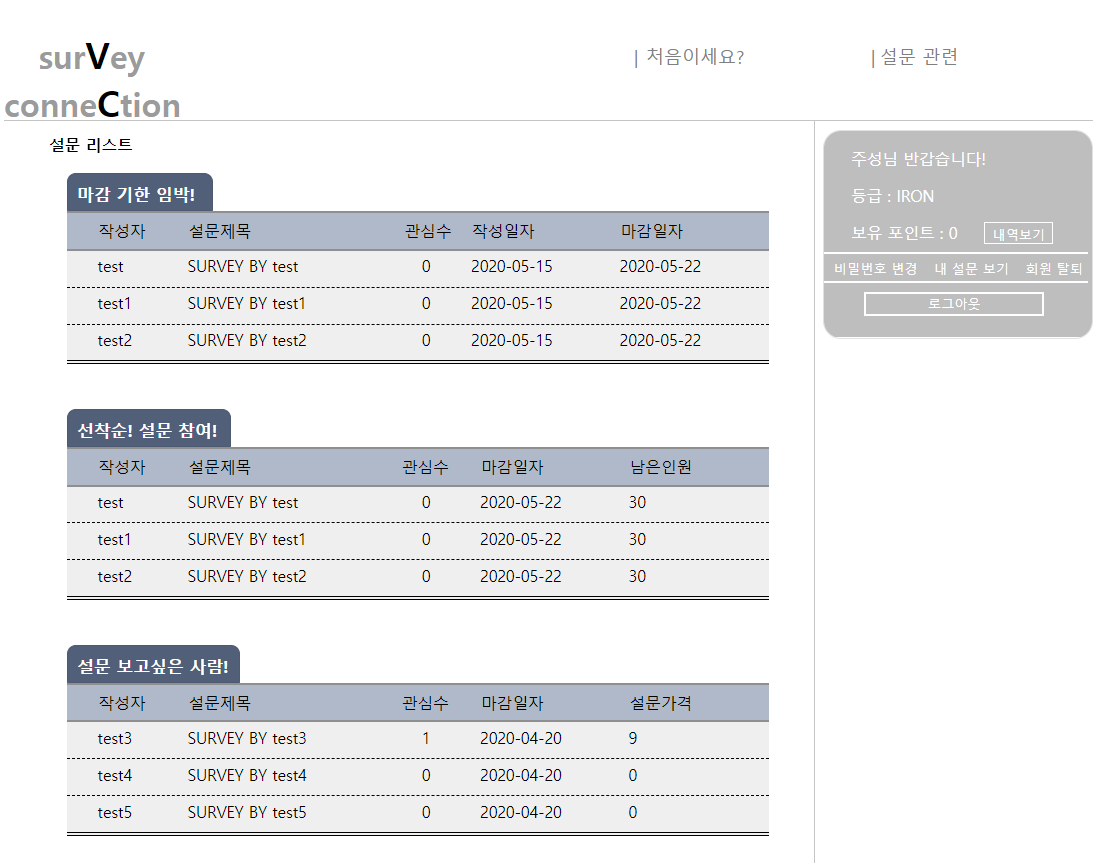 surVey
conneCtion
| 처음이세요?
| 설문 관련
설문 리스트
마감 기한 임박!
작성자 설문제목 관심수 작성일자 마감일자
test SURVEY BY test 0 2020-05-15 2020-05-22
test1 SURVEY BY test1 0 2020-05-15 2020-05-22
test2 SURVEY BY test2 0 2020-05-15 2020-05-22
선착순! 설문 참여!
작성자 설문제목 관심수 마감일자 남은인원
test SURVEY BY test 0 2020-05-22 30
test1 SURVEY BY test1 0 2020-05-22 30
test2 SURVEY BY test2 0 2020-05-22 30
설문 보고싶은 사람!
작성자 설문제목 관심수 마감일자 설문가격
test3 SURVEY BY test3 1 2020-04-20 9
test4 SURVEY BY test4 0 2020-04-20 0
test5 SURVEY BY test5 0 2020-04-20 0
주성님 반갑습니다!
등급 : IRON
보유 포인트 : 0 내역보기
비밀번호 변경 내 설문 보기 회원 탈퇴
로그아웃